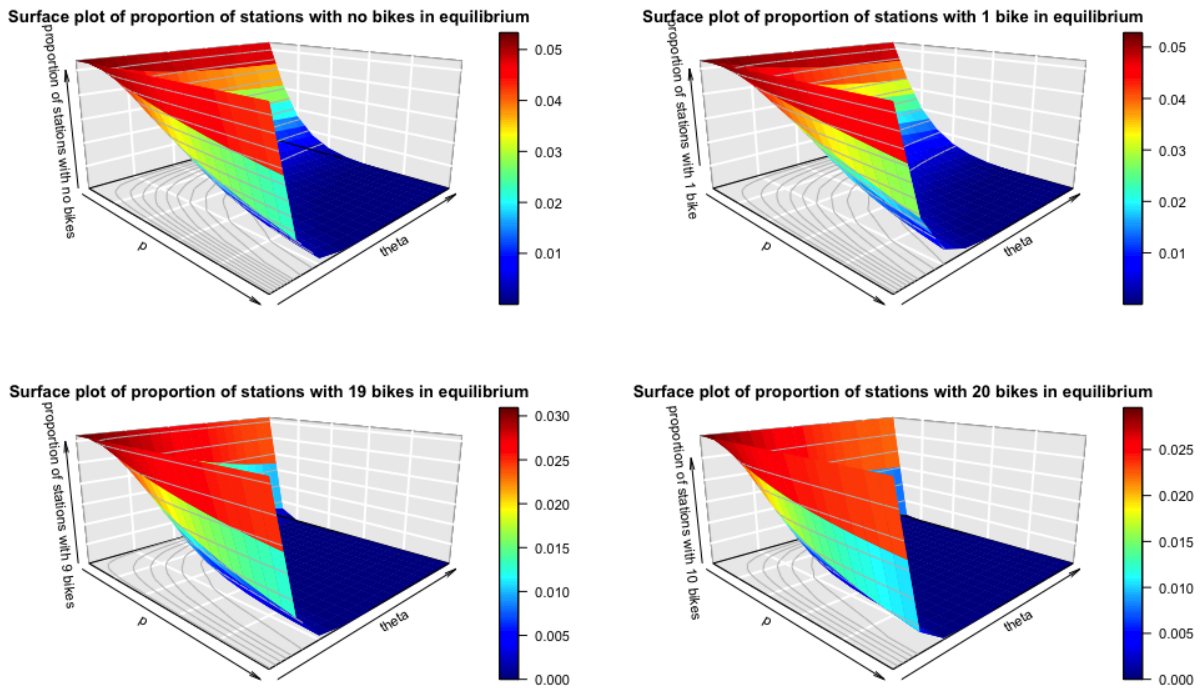 Surface plot of proportion of stations with no bikes in equilibrium
proportion of stations with no bikes
p
theta
0.05
0.04
0.03
0.02
0.01
Surface plot of proportion of stations with 1 bike in equilibrium
proportion of stations with 1 bike
p
theta
0.05
0.04
0.03
0.02
0.01
Surface plot of proportion of stations with 19 bikes in equilibrium
proportion of stations with 9 bikes
p
theta
0.030
0.025
0.020
0.015
0.010
0.005
0.000
Surface plot of proportion of stations with 20 bikes in equilibrium
proportion of stations with 10 bikes
p
theta
0.025
0.020
0.015
0.010
0.005
0.000